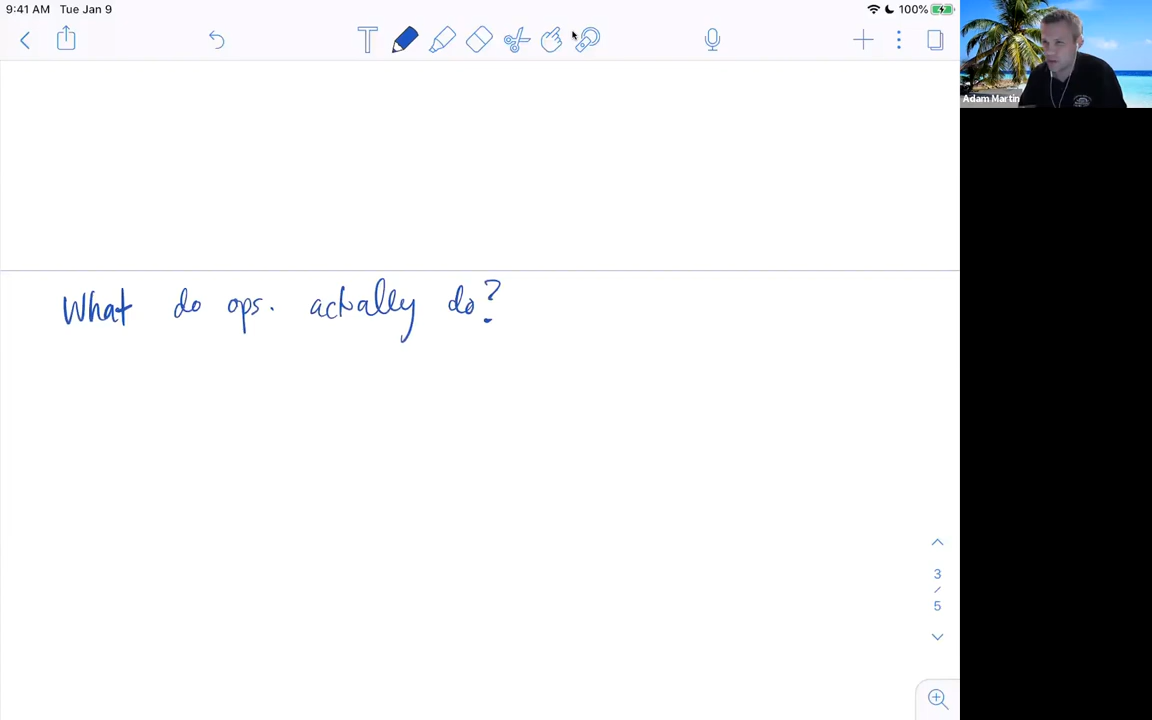 9:41 AM Tue Jan 9
100%
T
Adam Martin
What do ops. actually do?
3
/
5